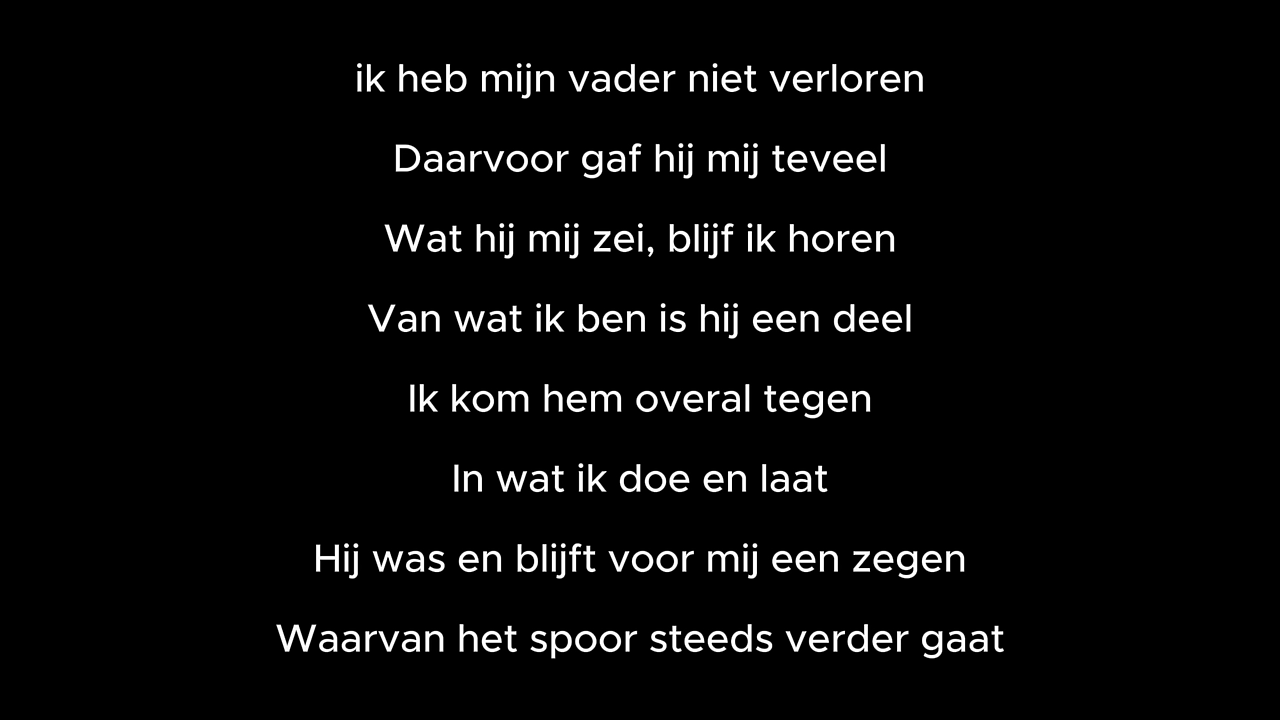 ik heb mijn vader niet verloren
Daarvoor gaf hij mij teveel
Wat hij mij zei, blijf ik horen
Van wat ik ben is hij een deel
Ik kom hem overal tegen
In wat ik doe en laat
Hij was en blijft voor mij een zegen
Waarvan het spoor steeds verder gaat